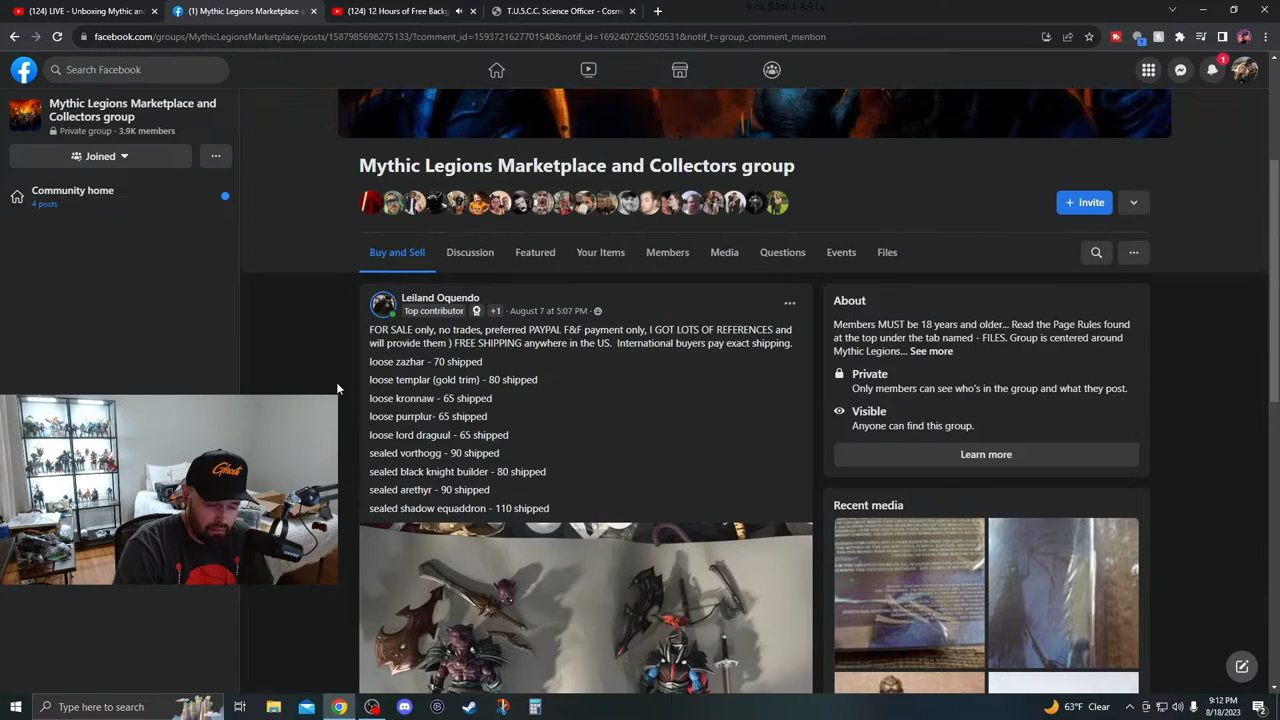 (124) LIVE - Unboxing Mythic and
(1) Mythic Legions Marketplace a
(124) 12 Hours of Free Backg
T.U.5.C.C. Science Officer - Cosm
facebook.com/groups/MythicLegionsMarketplace/posts/1587985698275133/?comment_id=1593721627701540&notif_id=1692407265050531&notif_t=group_comment_mention
Search Facebook
1
Mythic Legions Marketplace and
Collectors group
Private group · 3.9K members
Joined
Community home
4 posts
Mythic Legions Marketplace and Collectors group
+ Invite
Buy and Sell
Discussion
Featured
Your Items
Members
Media
Questions
Events
Files
Leiland Oquendo
Top contributor +1 August 7 at 5:07 PM ·
FOR SALE only, no trades, preferred PAYPAL F&F payment only, I GOT LOTS OF REFERENCES and
will provide them ) FREE SHIPPING anywhere in the US. International buyers pay exact shipping.
loose zazhar - 70 shipped
loose templar (gold trim) - 80 shipped
loose kronnaw - 65 shipped
loose purrplur- 65 shipped
loose lord draguul - 65 shipped
sealed vorthogg - 90 shipped
sealed black knight builder - 80 shipped
sealed arethyr - 90 shipped
sealed shadow equaddron - 110 shipped
About
Members MUST be 18 years and older... Read the Page Rules found
at the top under the tab named - FILES. Group is centered around
Mythic Legions... See more
Private
Only members can see who's in the group and what they post.
Visible
Anyone can find this group.
Learn more
Recent media
Ghost
Type here to search
63°F Clear
9:12 PM
8/18/2023
2